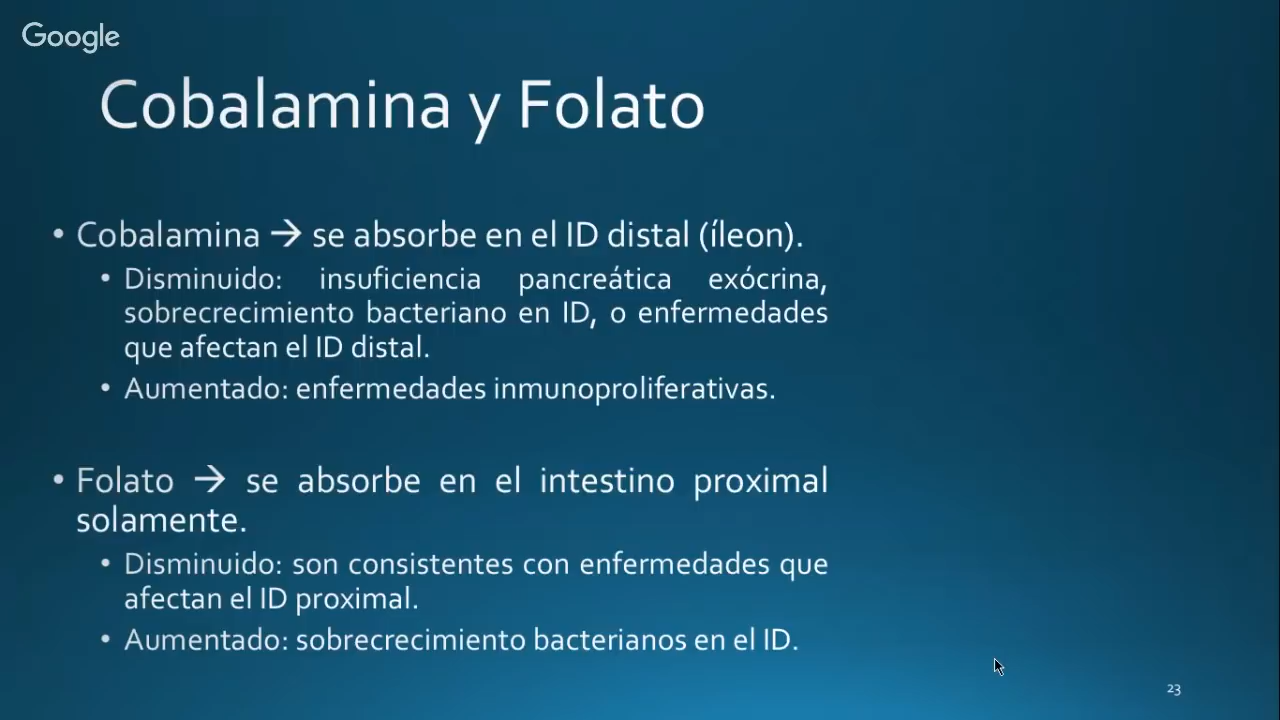 Google
Cobalamina y Folato
• Cobalamina → se absorbe en el ID distal (íleon).
• Disminuido: insuficiencia pancreática exócrina,
sobrecrecimiento bacteriano en ID, o enfermedades
que afectan el ID distal.
• Aumentado: enfermedades inmunoproliferativas.
• Folato → se absorbe en el intestino proximal
solamente.
• Disminuido: son consistentes con enfermedades que
afectan el ID proximal.
• Aumentado: sobrecrecimiento bacterianos en el ID.
23